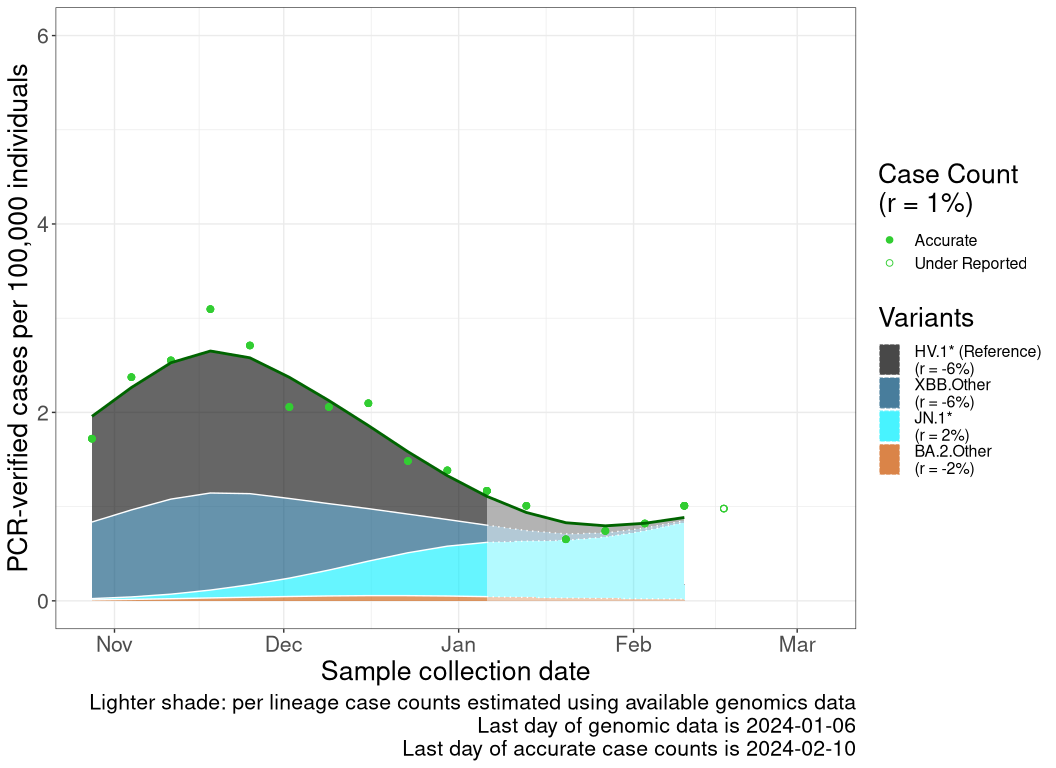 PCR-verified cases per 100,000 individuals
6
4
2
0
Nov
Dec
Jan
Feb
Mar
Sample collection date
Lighter shade: per lineage case counts estimated using available genomics data
Last day of genomic data is 2024-01-06
Last day of accurate case counts is 2024-02-10
Case Count
(r = 1%)
Accurate
Under Reported
Variants
HV.1* (Reference)
(r = -6%)
XBB.Other
(r = -6%)
JN.1*
(r = 2%)
BA.2.Other
(r = -2%)